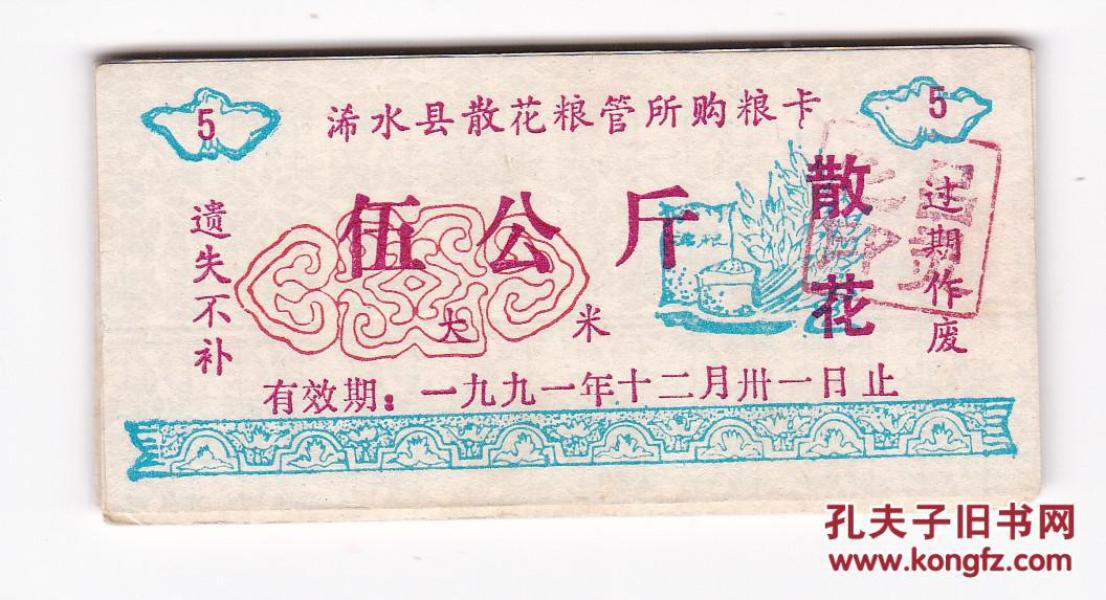 5
5
浠水县散花粮管所购粮卡
遗失不补
伍公斤
大米
散花
过期作废
有效期：一九九一年十二月卅一日止
孔夫子旧书网
www.kongfz.com